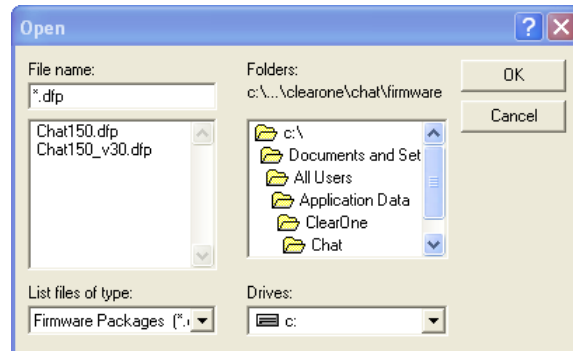 Open
File name:
*.dfp
Chat150.dfp
Chat150_v30.dfp
List files of type:
Firmware Packages (*.
Folders:
c:\...\clearone\chat\firmware
c:\
Documents and Set
All Users
Application Data
ClearOne
Chat
Drives:
c:
OK
Cancel